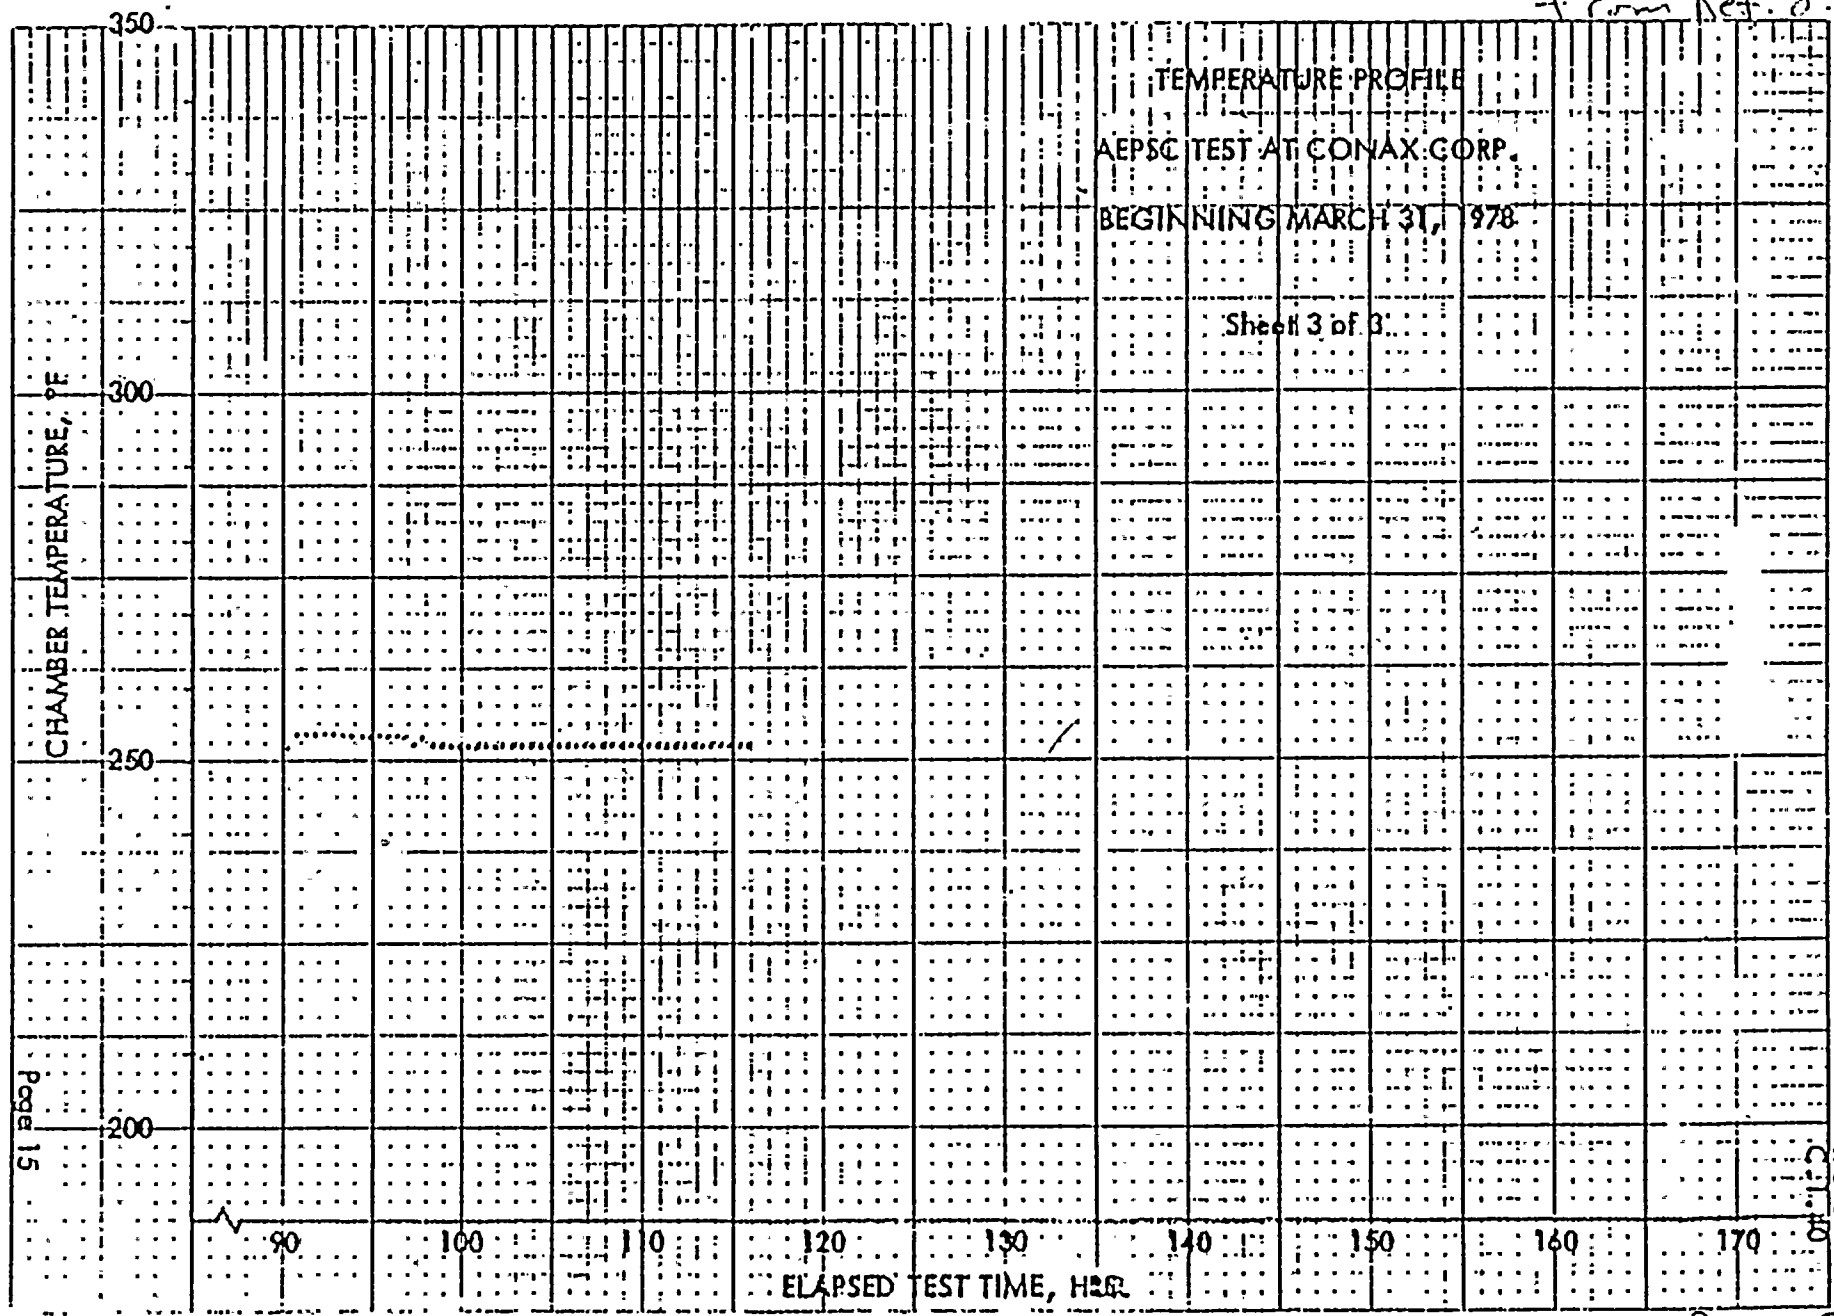 350
TEMPERATURE PROFILE
AEPSC TEST AT CONAX CORP.
BEGINNING MARCH 31, 1978
Sheet 3 of 3
300
CHAMBER TEMPERATURE, °F
250
200
Page 15
90 100 110 120 130 140 150 160 170
ELAPSED TEST TIME,